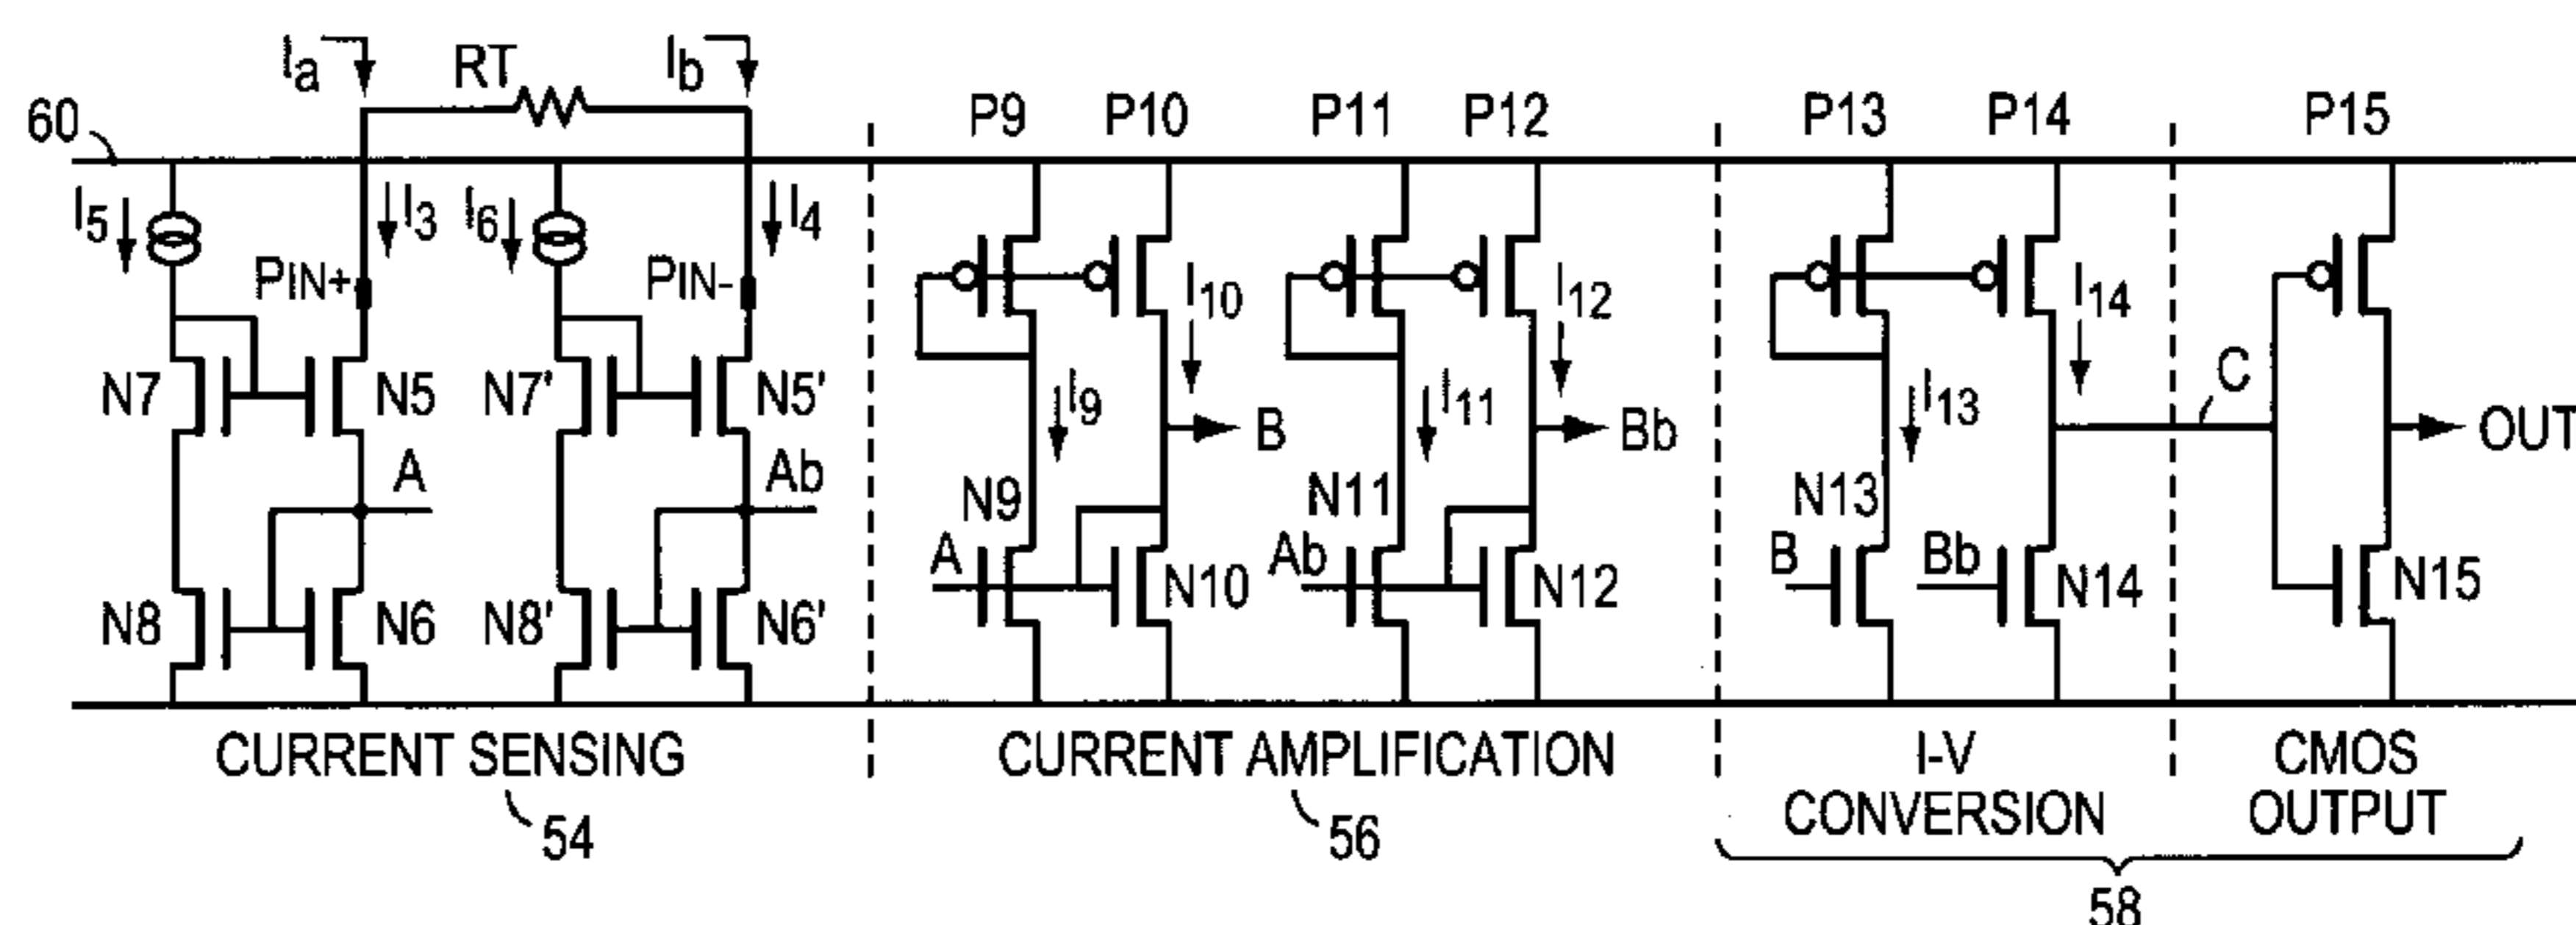 Ia RT Ib
60 P9 P10 P11 P12 P13 P14 P15
I5 I3 I6 I4
PIN+ PIN- I10 I12 I14
N7 N5 N7' N5' I9 B I11 Bb I13 C OUT
A Ab N9 N11 N13
A Ab B Bb
N8 N6 N8' N6' N10 N12 N14 N15
CURRENT SENSING CURRENT AMPLIFICATION I-V CMOS
CONVERSION OUTPUT
54 56
58